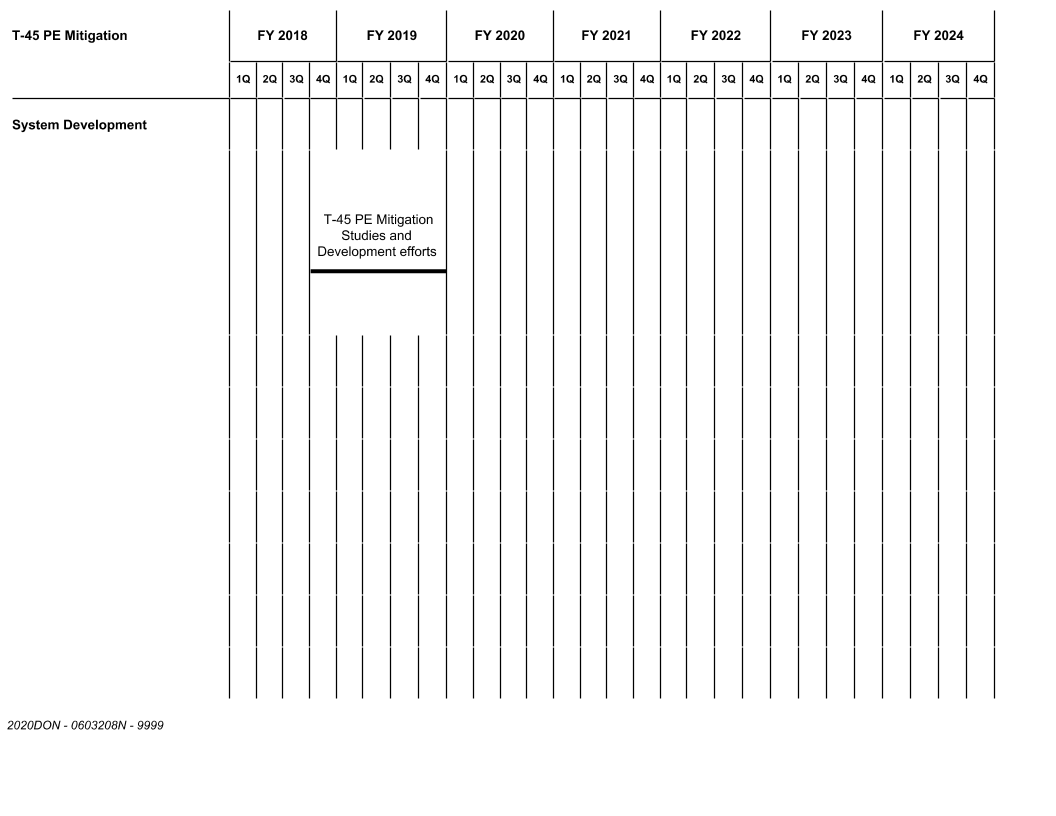 T-45 PE Mitigation FY 2018 FY 2019 FY 2020 FY 2021 FY 2022 FY 2023 FY 2024
1Q 2Q 3Q 4Q 1Q 2Q 3Q 4Q 1Q 2Q 3Q 4Q 1Q 2Q 3Q 4Q 1Q 2Q 3Q 4Q 1Q 2Q 3Q 4Q 1Q 2Q 3Q 4Q
System Development
T-45 PE Mitigation
Studies and
Development efforts
2020DON - 0603208N - 9999